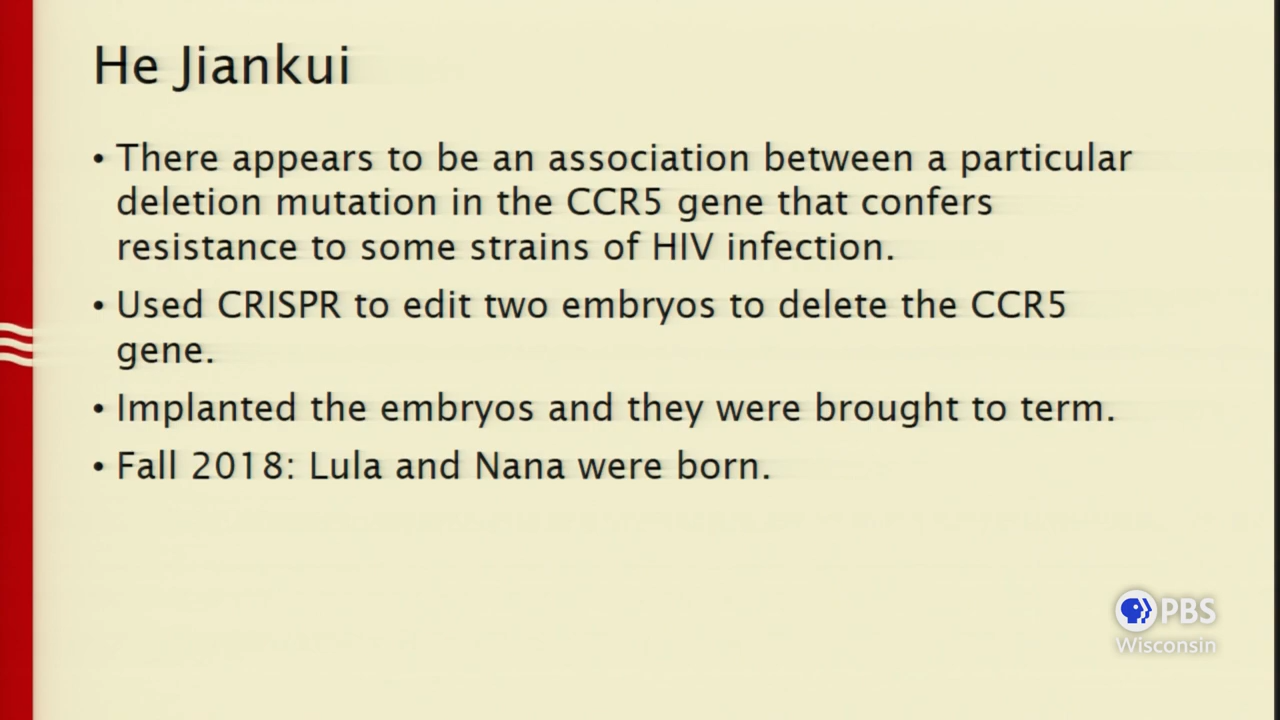 He Jiankui
• There appears to be an association between a particular
deletion mutation in the CCR5 gene that confers
resistance to some strains of HIV infection.
• Used CRISPR to edit two embryos to delete the CCR5
gene.
• Implanted the embryos and they were brought to term.
• Fall 2018: Lula and Nana were born.
PBS
Wisconsin